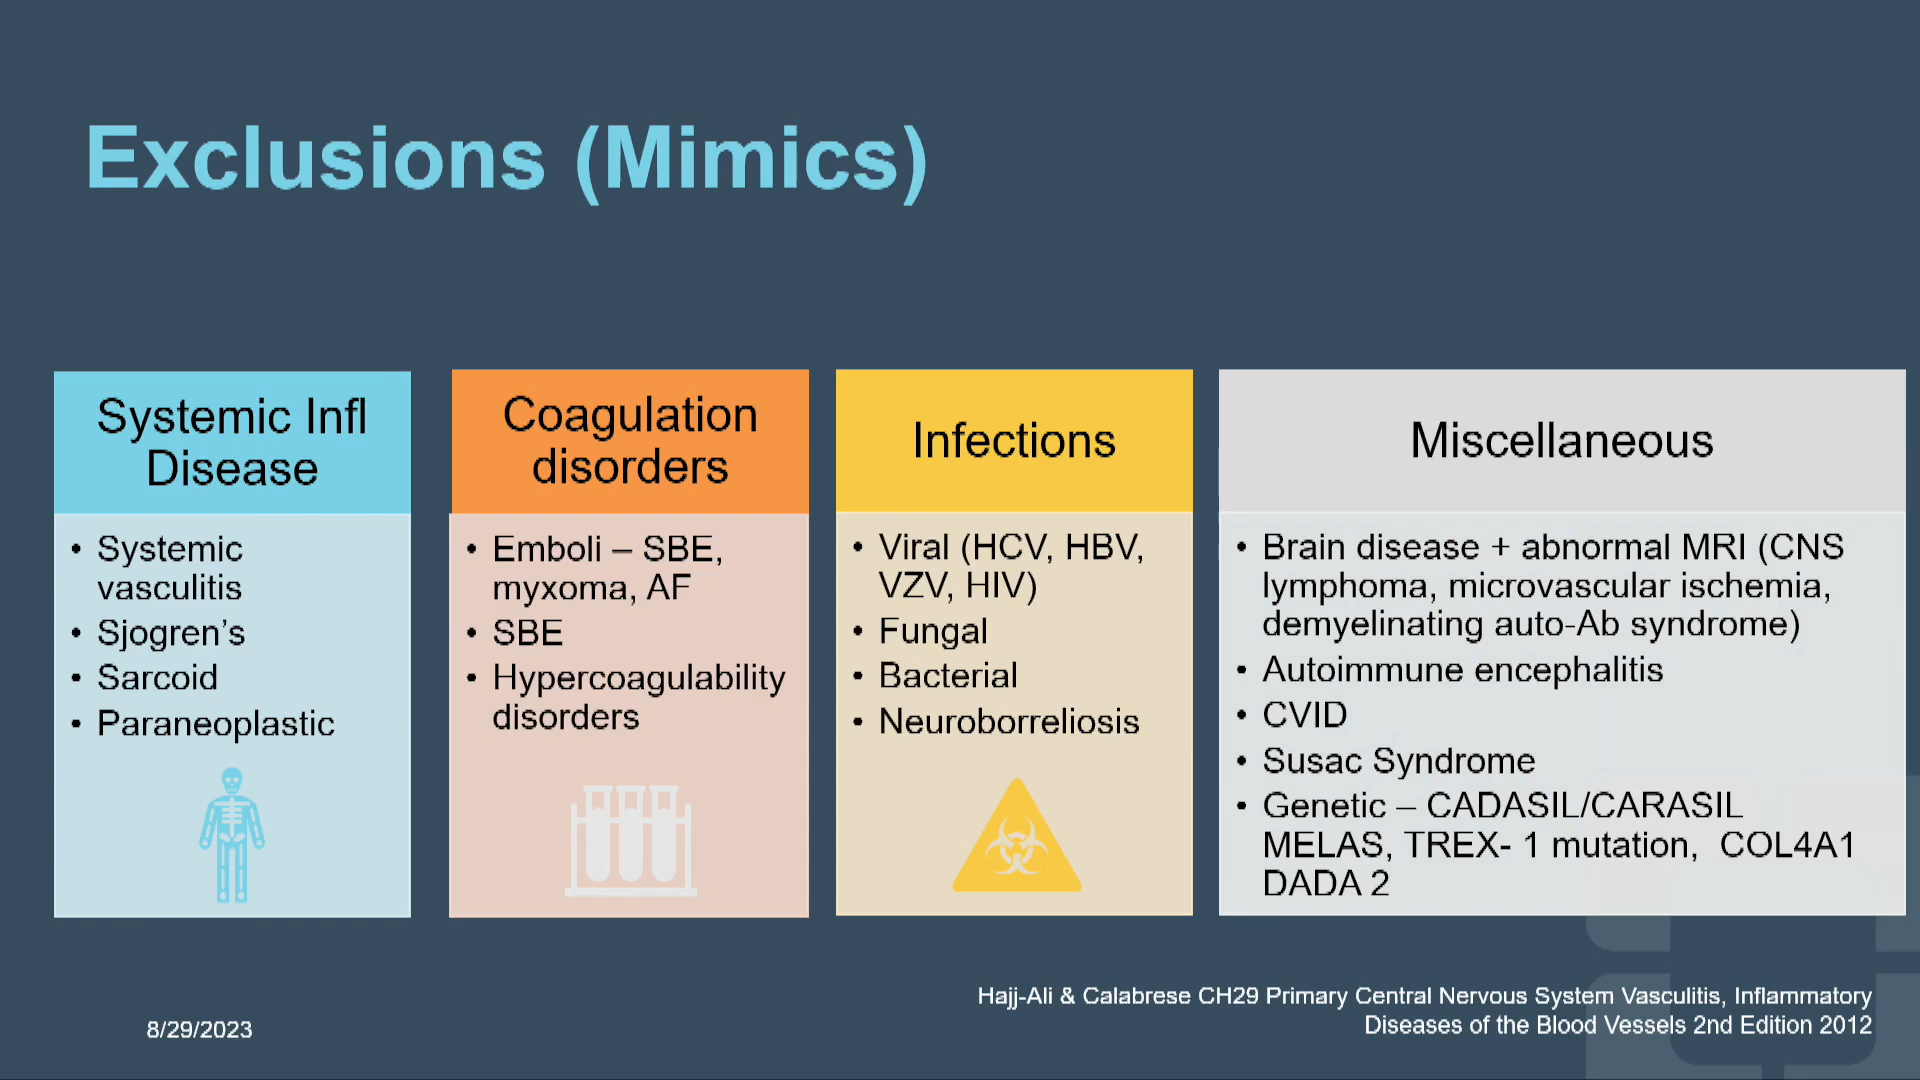 Exclusions (Mimics)
Systemic Infl
Disease
• Systemic
vasculitis
• Sjogren’s
• Sarcoid
• Paraneoplastic
Coagulation
disorders
• Emboli – SBE,
myxoma, AF
• SBE
• Hypercoagulability
disorders
Infections
• Viral (HCV, HBV,
VZV, HIV)
• Fungal
• Bacterial
• Neuroborreliosis
Miscellaneous
• Brain disease + abnormal MRI (CNS
lymphoma, microvascular ischemia,
demyelinating auto-Ab syndrome)
• Autoimmune encephalitis
• CVID
• Susac Syndrome
• Genetic – CADASIL/CARASIL
MELAS, TREX- 1 mutation,  COL4A1
DADA 2
Hajj-Ali & Calabrese CH29 Primary Central Nervous System Vasculitis, Inflammatory
Diseases of the Blood Vessels 2nd Edition 2012
8/29/2023